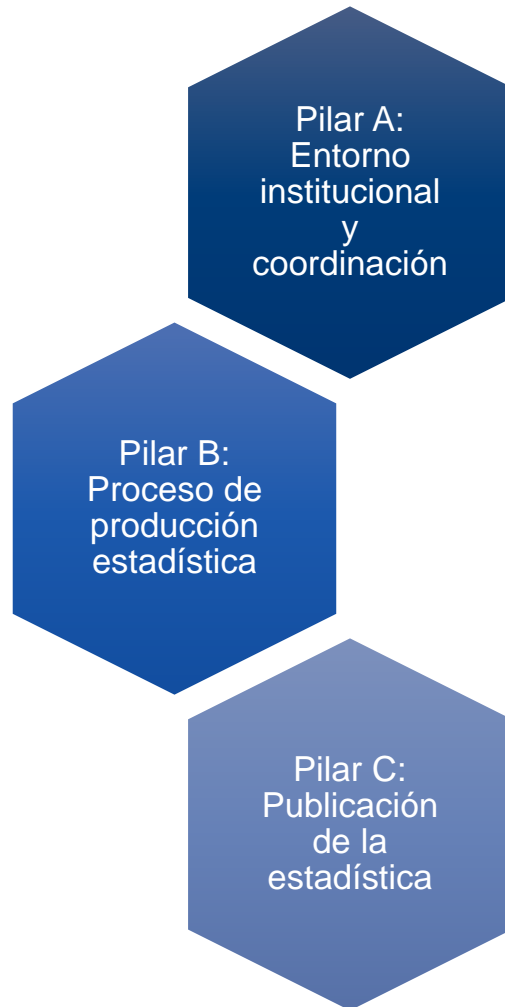 Pilar A:
Entorno
institucional
y
coordinación
Pilar B:
Proceso de
producción
estadística
Pilar C:
Publicación
de la
estadística